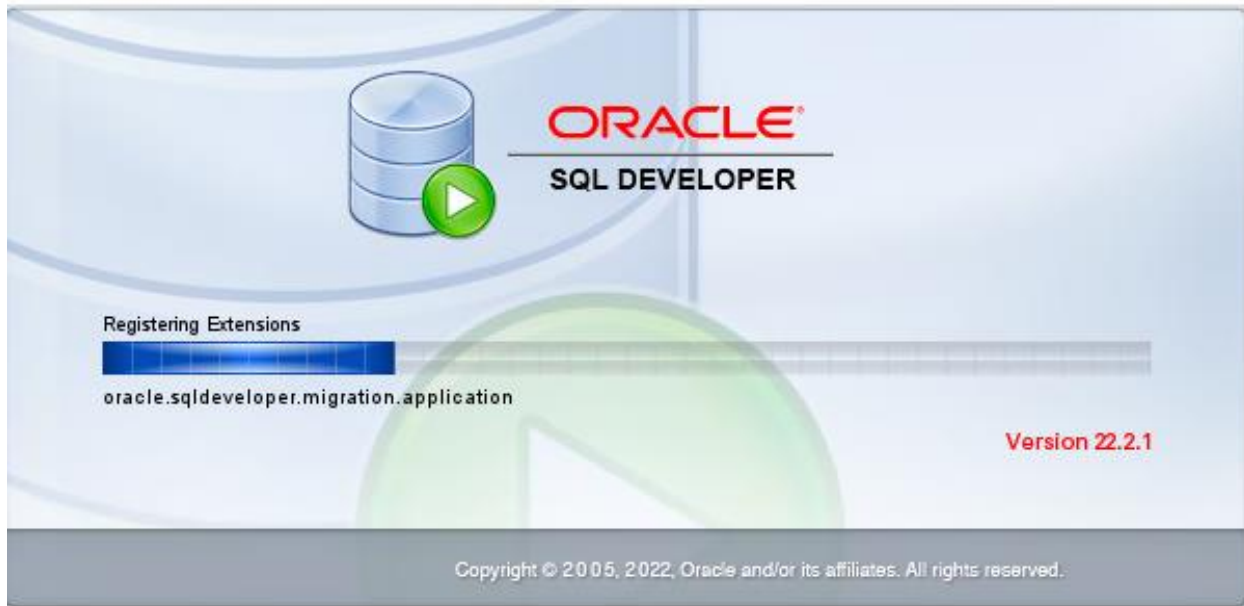 ORACLE
SQL DEVELOPER
Registering Extensions
oracle.sqldeveloper.migration.application
Version 22.2.1
Copyright © 2005, 2022, Oracle and/or its affiliates. All rights reserved.